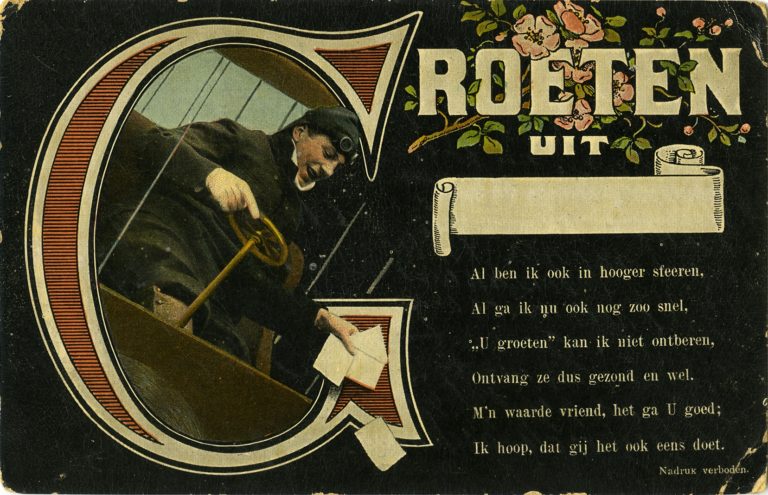 GROETEN
UIT
Al ben ik ook in hooger sfeeren,
Al ga ik nu ook nog zoo snel,
„U groeten” kan ik niet ontberen,
Ontvang ze dus gezond en wel.
M'n waarde vriend, het ga U goed;
Ik hoop, dat gij het ook eens doet.
Nadruk verboden.